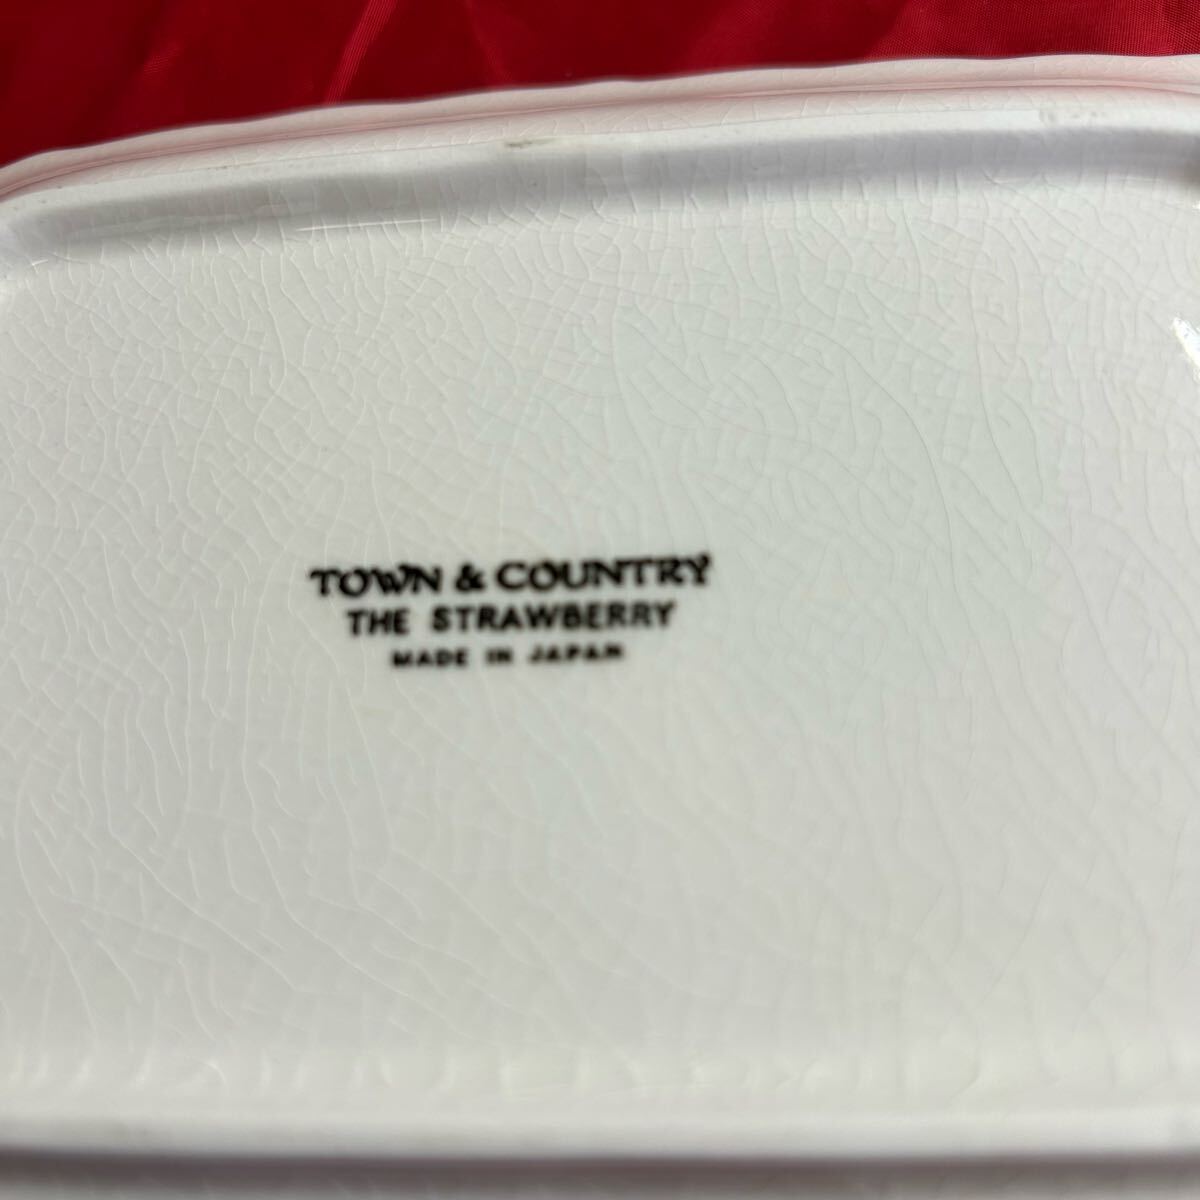 TOWN & COUNTRY
THE STRAWBERRY
MADE IN JAPAN